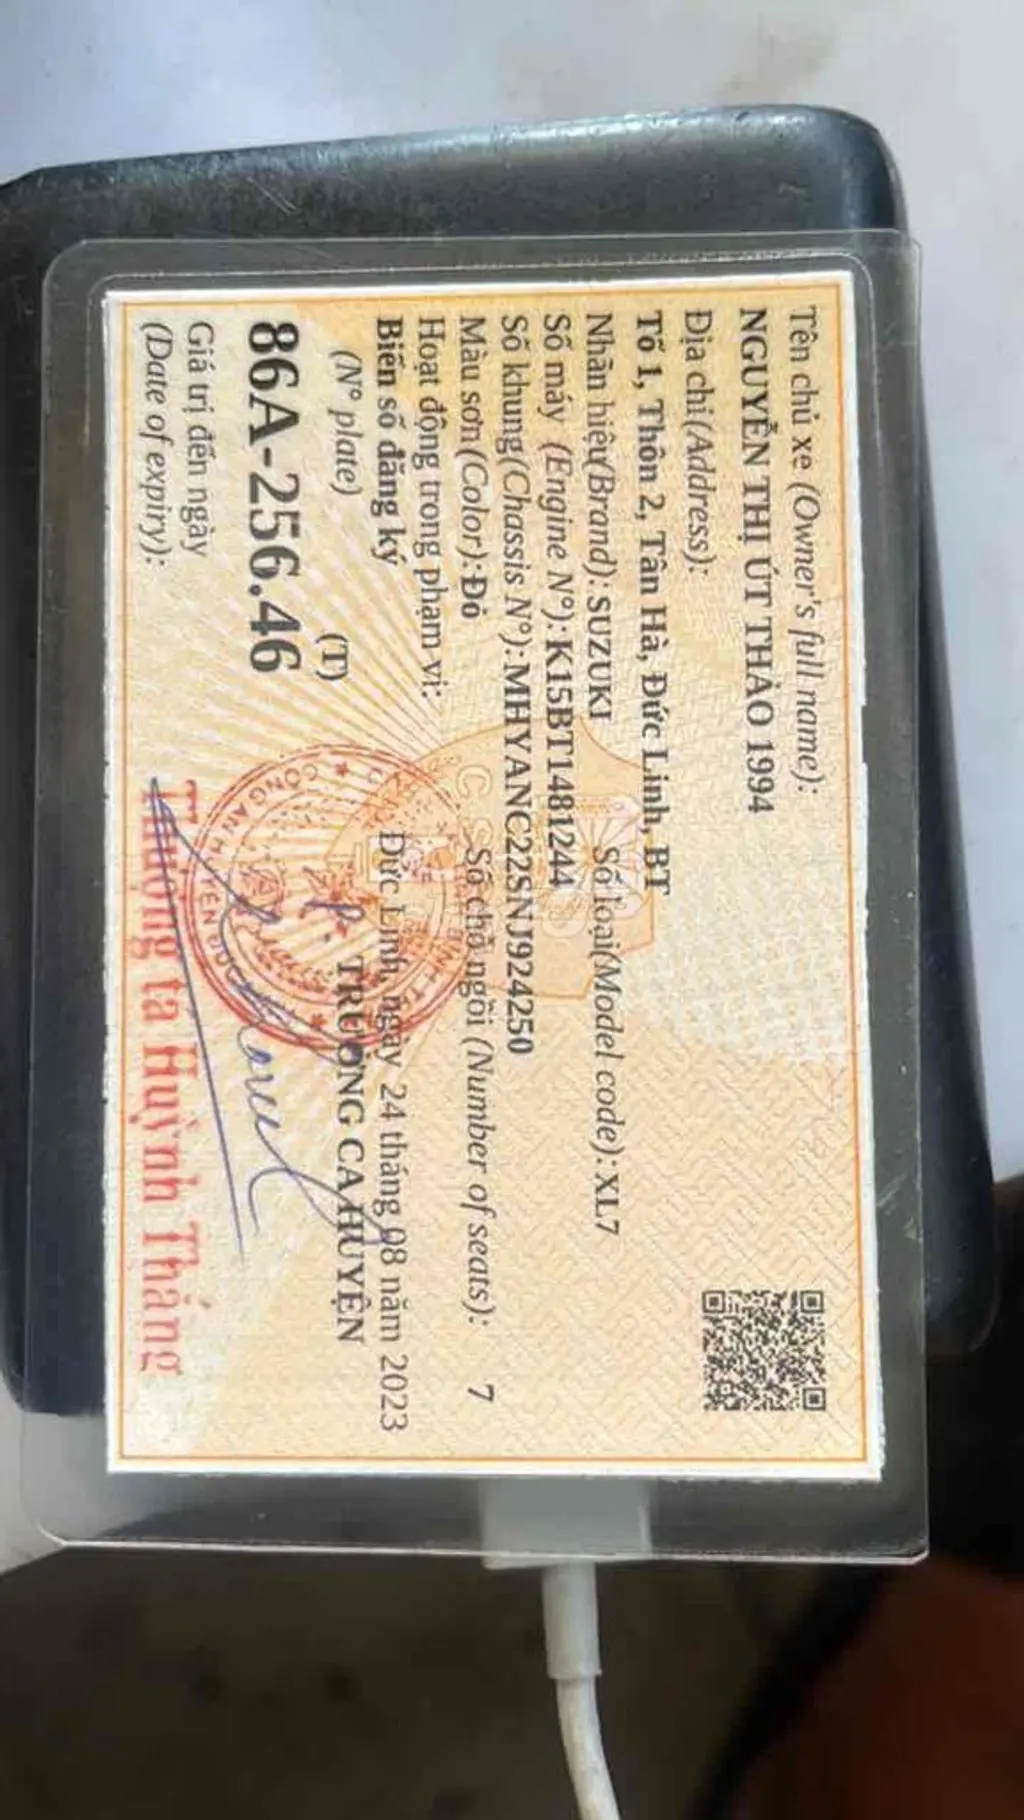 Tên chủ xe (Owner's full name):
NGUYỄN THỊ ÚT THẢO 1994
Địa chỉ(Address):
Tổ 1, Thôn 2, Tân Hà, Đức Linh, BT
Nhãn hiệu(Brand): SUZUKI Số loại(Model code): XL7
Số máy (Engine N°): K15BT1481244
Số khung(Chassis N°): MHYANC22SNJ924250
Màu sơn(Color): Đỏ Số chỗ ngồi (Number of seats): 7
Hoạt động trong phạm vi:
Biển số đăng ký Đức Linh, ngày 24 tháng 08 năm 2023
(N° plate) (T) TRƯỞNG CA HUYỆN
86A-256.46
Giá trị đến ngày
(Date of expiry):
Thượng tá Huỳnh Thắng